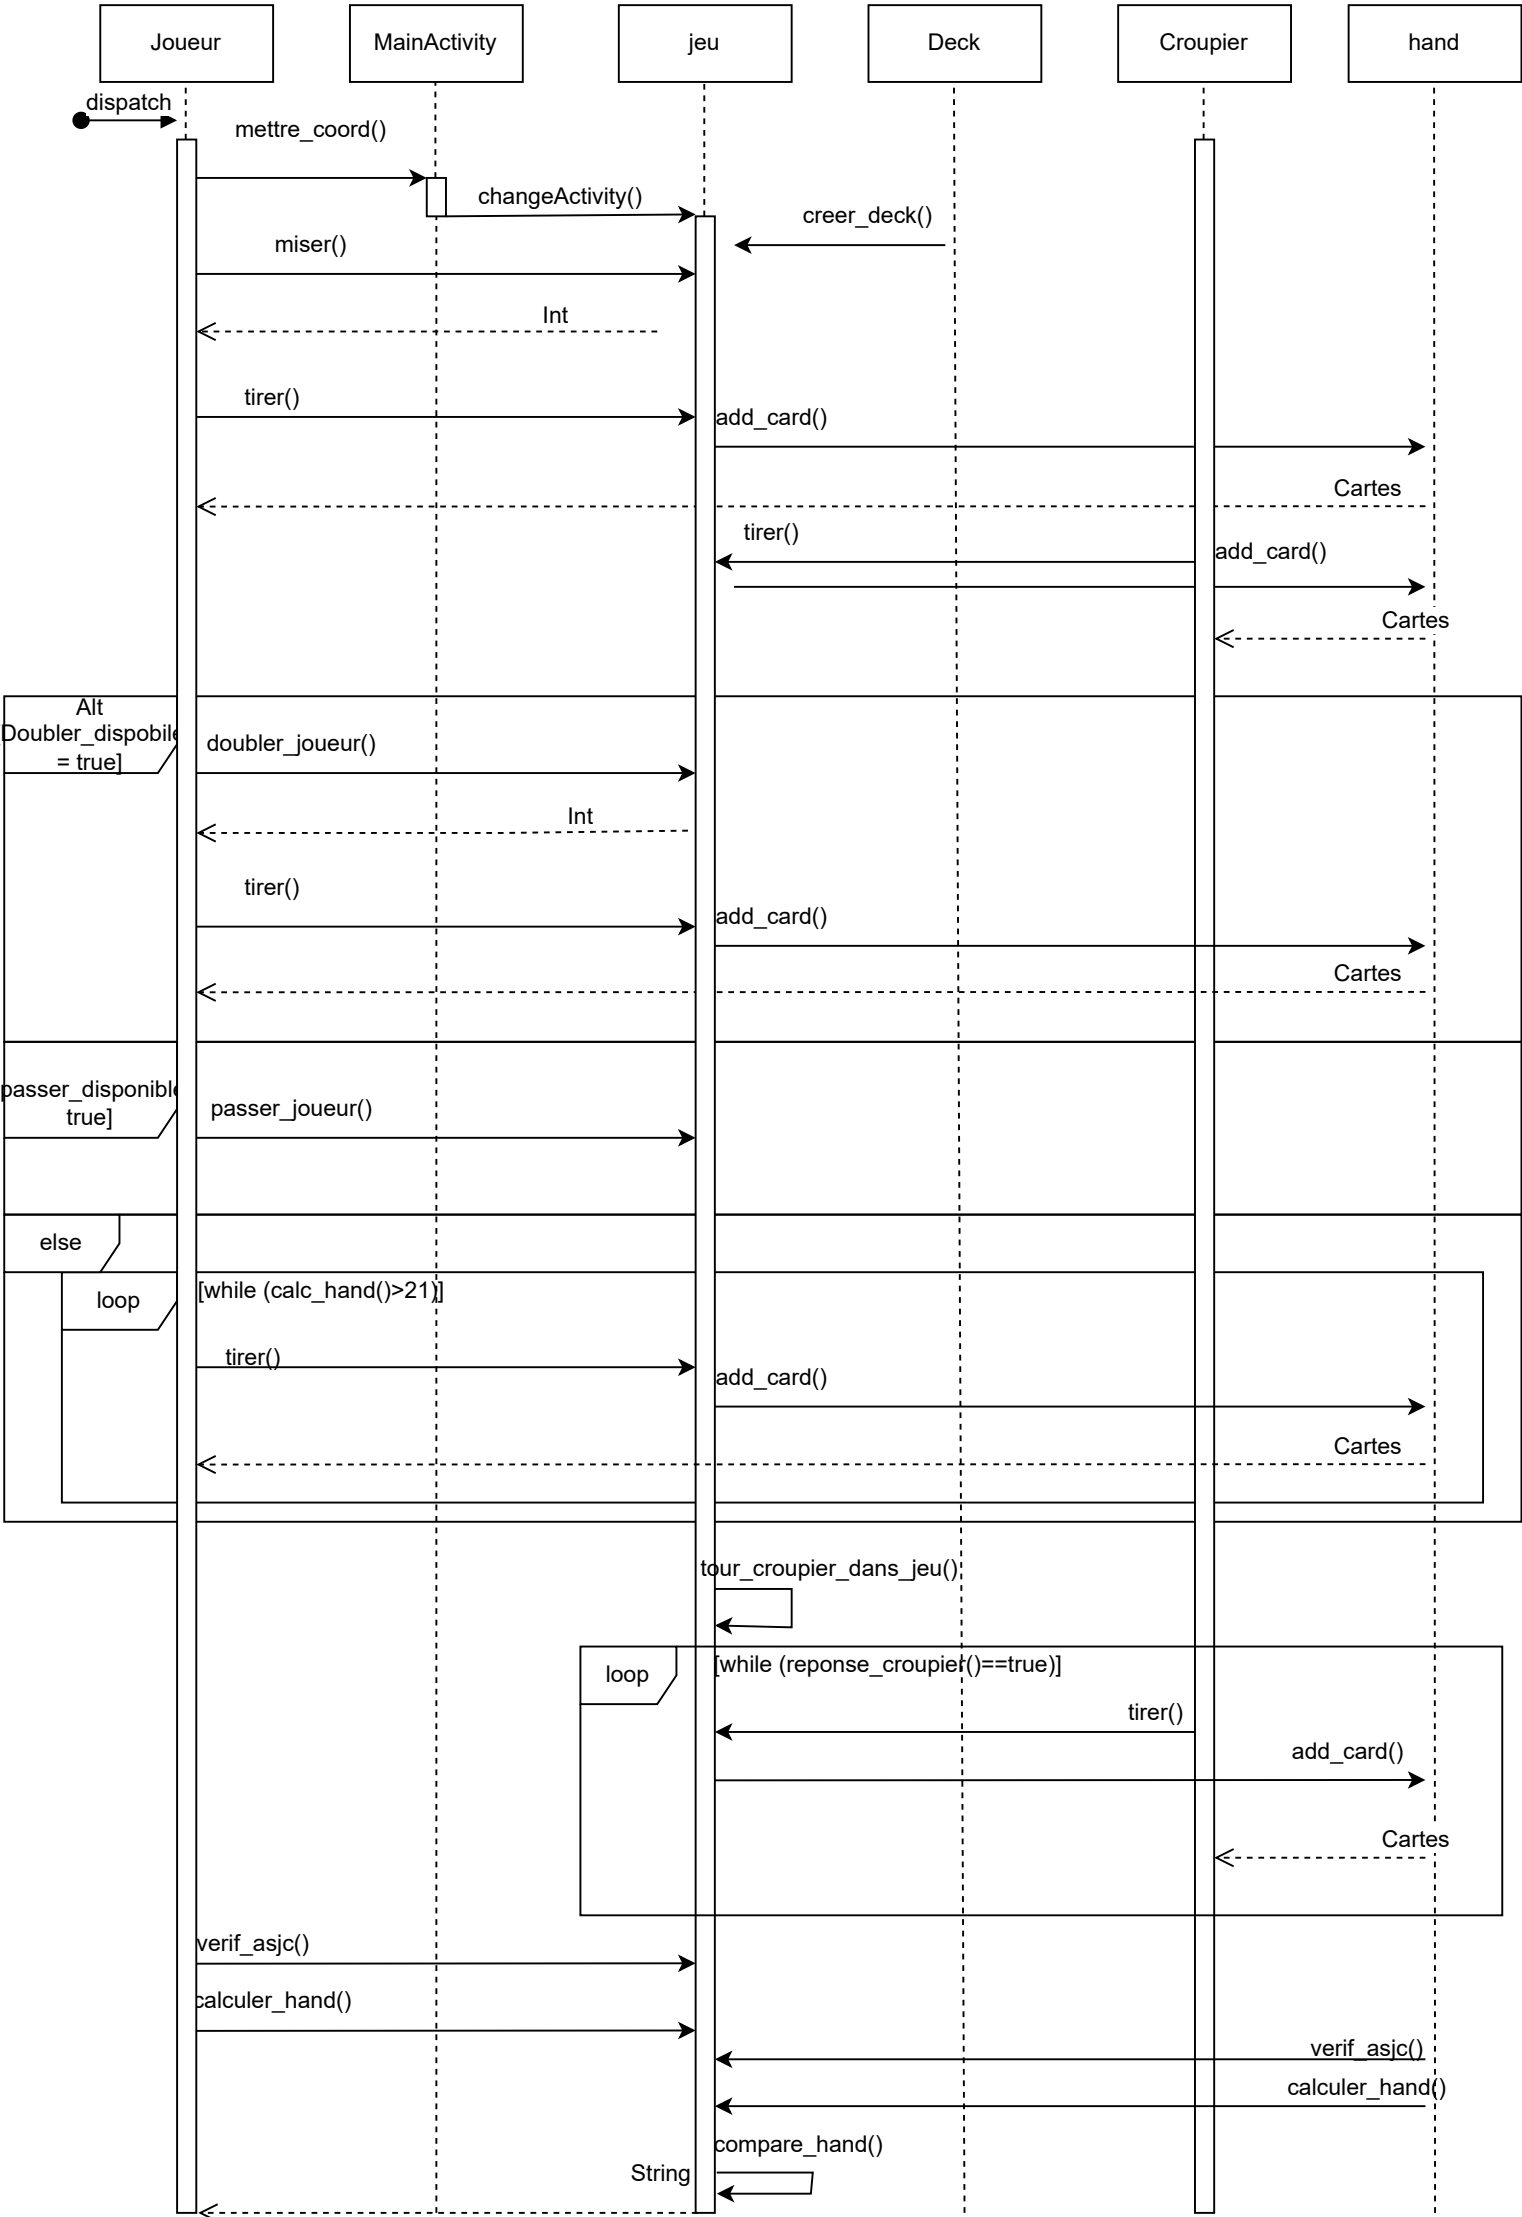 Joueur
MainActivity
jeu
Deck
Croupier
hand
dispatch
mettre_coord()
changeActivity()
creer_deck()
miser()
Int
tirer()
add_card()
Cartes
tirer()
add_card()
Cartes
Alt
Doubler_dispobile
= true]
doubler_joueur()
Int
tirer()
add_card()
Cartes
passer_disponible
true]
passer_joueur()
else
loop
[while (calc_hand()>21)]
tirer()
add_card()
Cartes
tour_croupier_dans_jeu()
loop
[while (reponse_croupier()==true)]
tirer()
add_card()
Cartes
verif_asjc()
calculer_hand()
verif_asjc()
calculer_hand()
compare_hand()
String